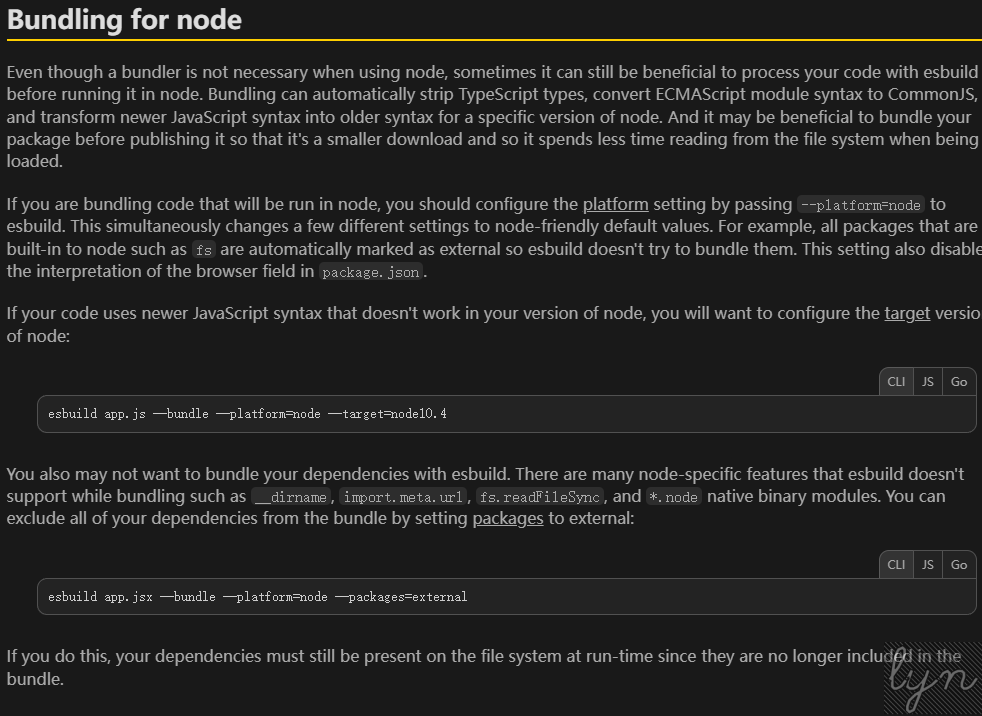 Bundling for node
Even though a bundler is not necessary when using node, sometimes it can still be beneficial to process your code with esbuild
before running it in node. Bundling can automatically strip TypeScript types, convert ECMAScript module syntax to CommonJS,
and transform newer JavaScript syntax into older syntax for a specific version of node. And it may be beneficial to bundle your
package before publishing it so that it's a smaller download and so it spends less time reading from the file system when being
loaded.
If you are bundling code that will be run in node, you should configure the platform setting by passing --platform=node to
esbuild. This simultaneously changes a few different settings to node-friendly default values. For example, all packages that are
built-in to node such as fs are automatically marked as external so esbuild doesn't try to bundle them. This setting also disable
the interpretation of the browser field in package.json.
If your code uses newer JavaScript syntax that doesn't work in your version of node, you will want to configure the target versio
of node:
CLI JS Go
esbuild app.js --bundle --platform=node --target=node10.4
You also may not want to bundle your dependencies with esbuild. There are many node-specific features that esbuild doesn't
support while bundling such as __dirname, import.meta.url, fs.readFileSync, and *.node native binary modules. You can
exclude all of your dependencies from the bundle by setting packages to external:
CLI JS Go
esbuild app.jsx --bundle --platform=node --packages=external
If you do this, your dependencies must still be present on the file system at run-time since they are no longer included in the
bundle.
lyn